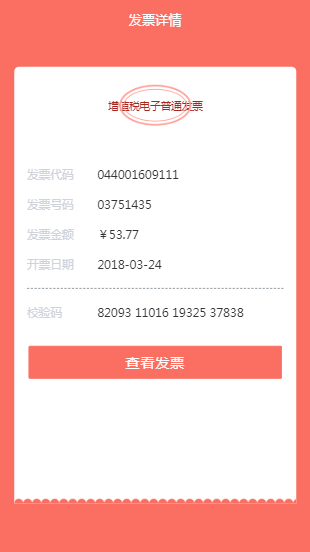 发票详情
增值税电子普通发票
发票代码 044001609111
发票号码 03751435
发票金额 ￥53.77
开票日期 2018-03-24
校验码 82093 11016 19325 37838
查看发票